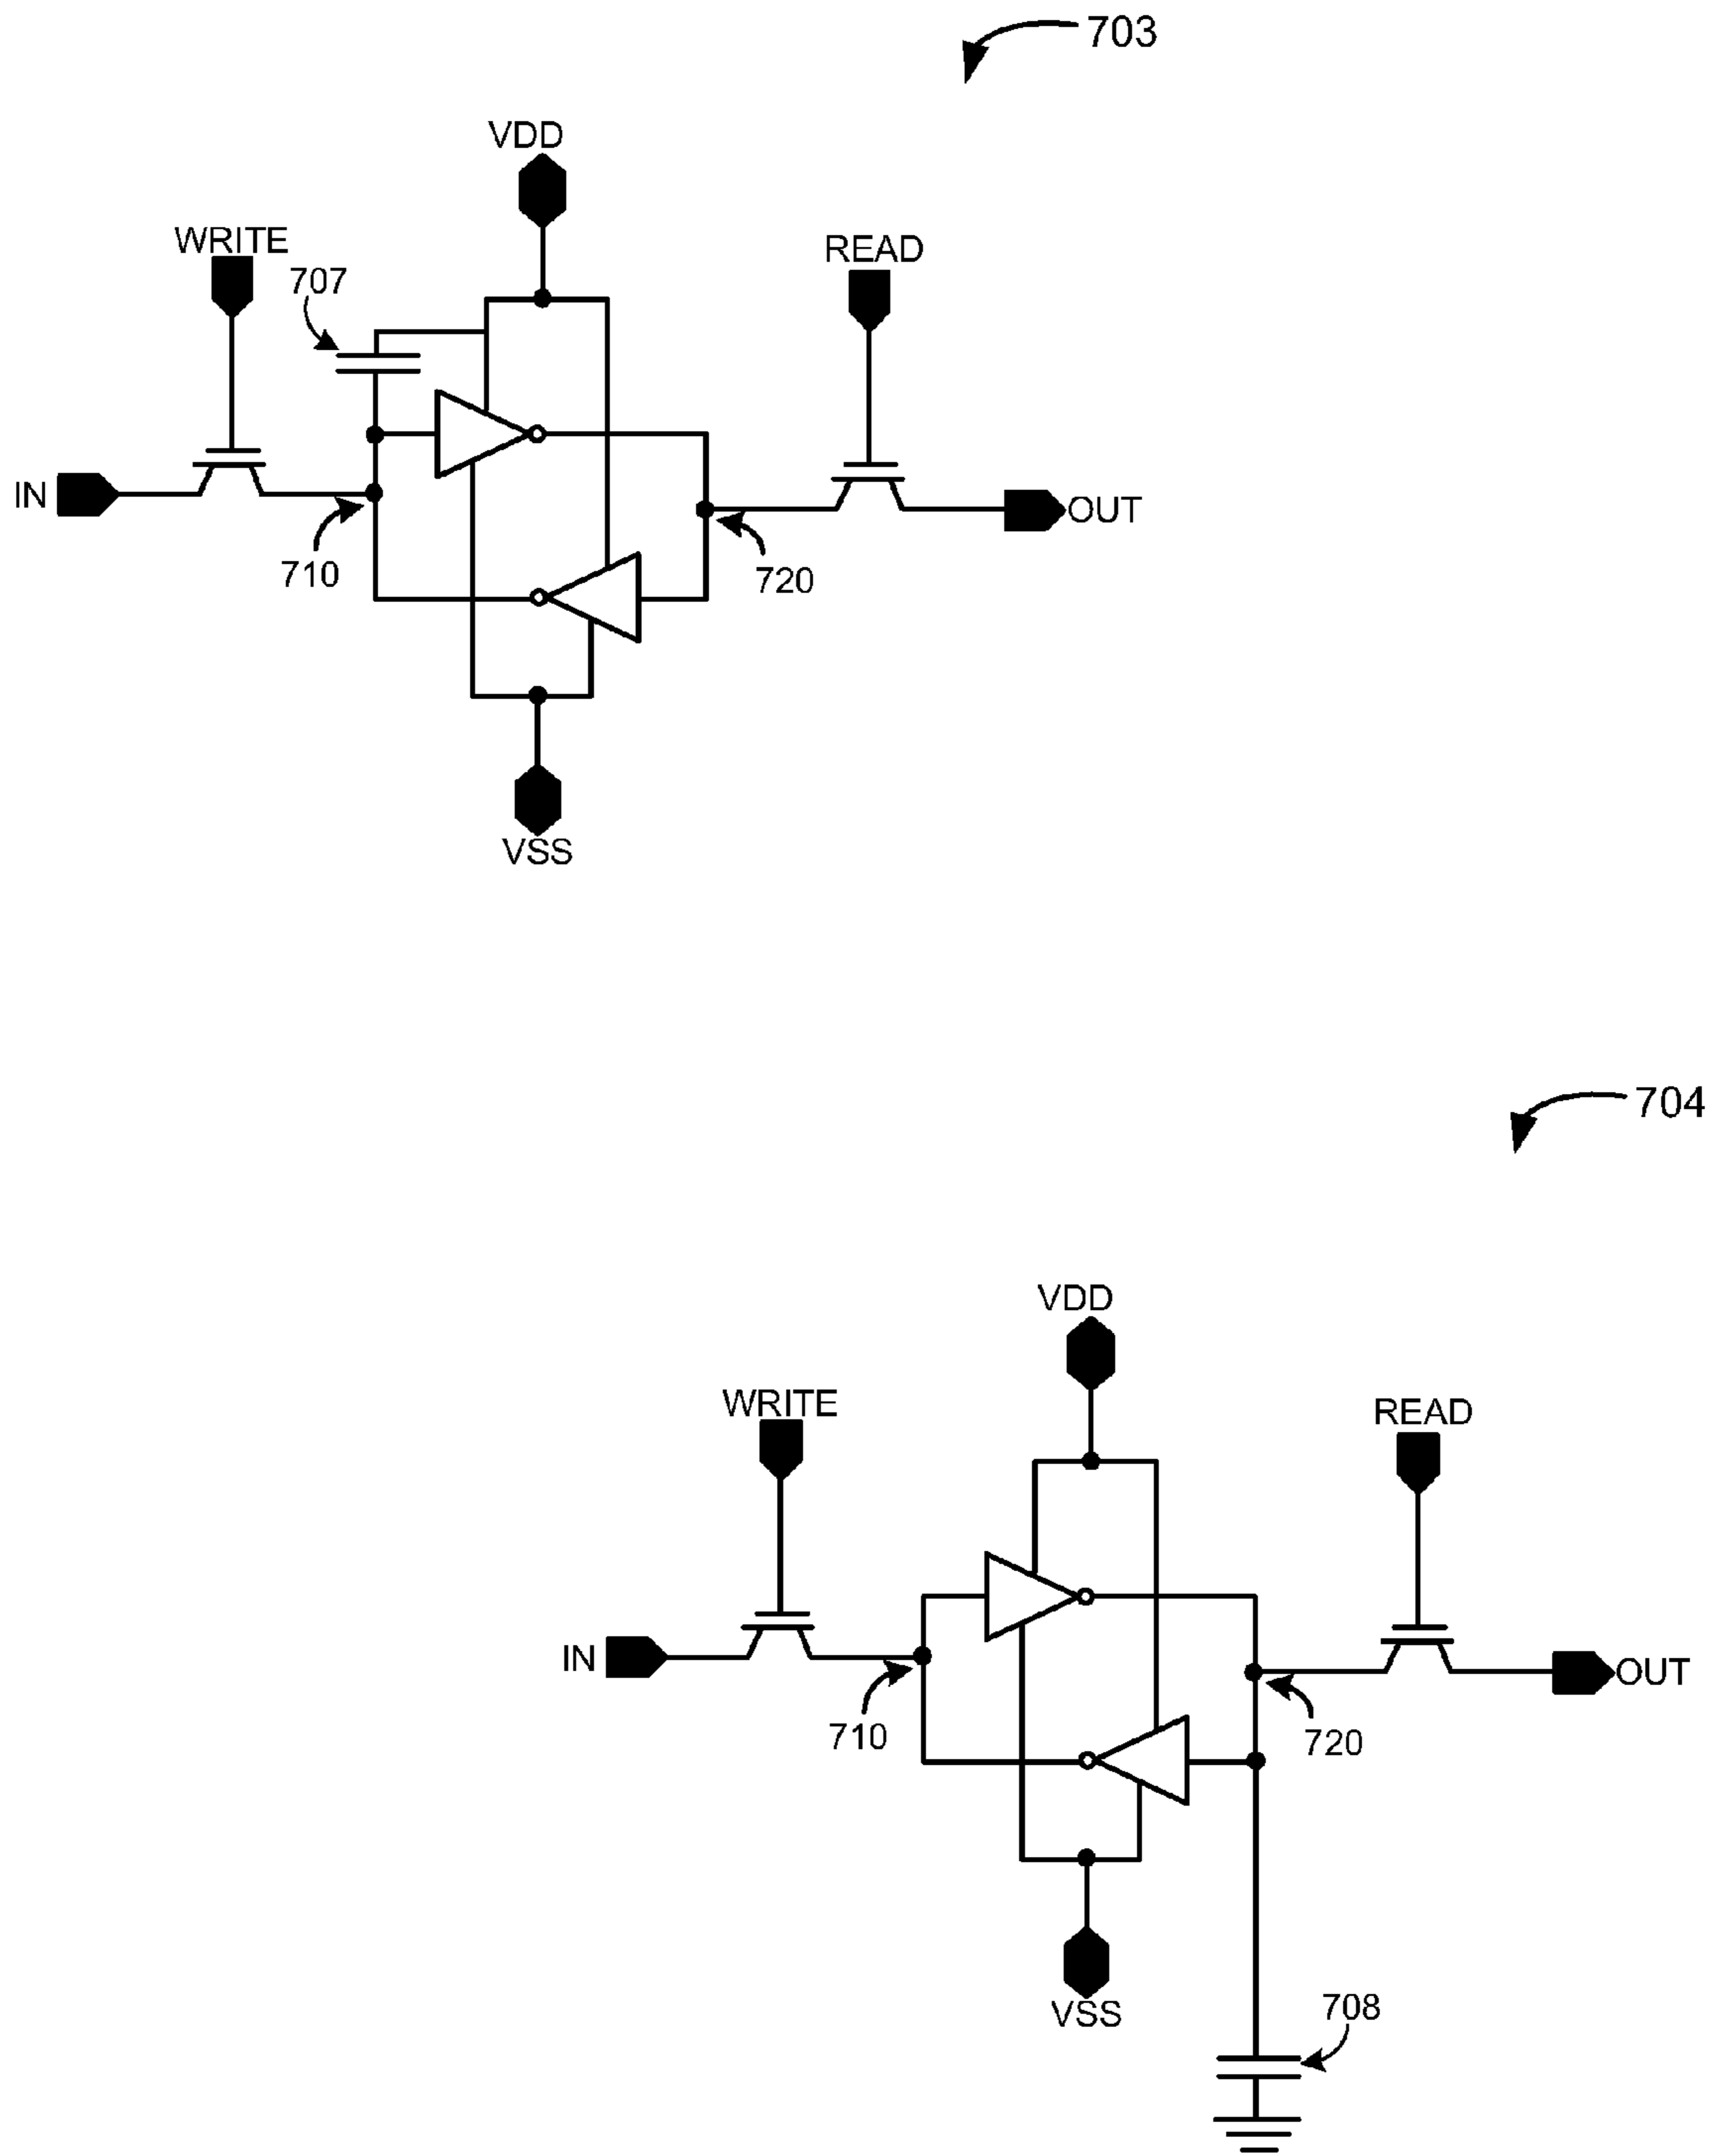 703
VDD
WRITE
READ
707
IN
OUT
710
720
VSS
704
VDD
WRITE
READ
IN
OUT
710
720
VSS
708